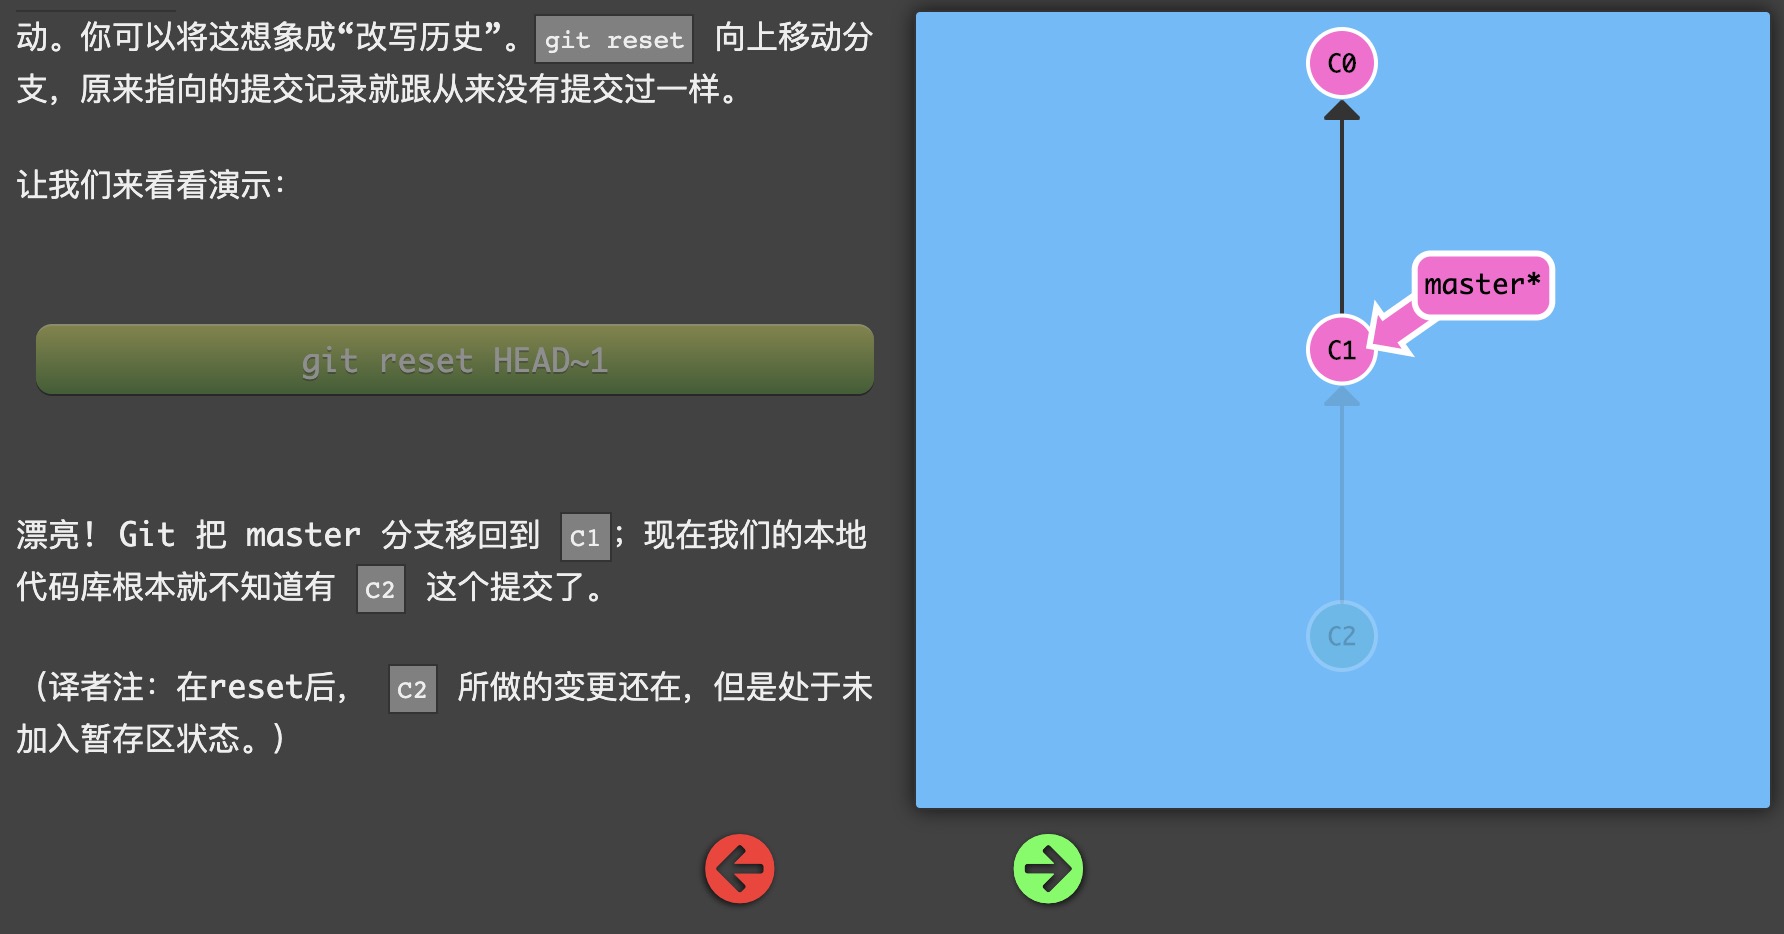 动。你可以将这想象成“改写历史”。git reset 向上移动分
支，原来指向的提交记录就跟从来没有提交过一样。
让我们来看看演示：
git reset HEAD~1
漂亮! Git 把 master 分支移回到 C1；现在我们的本地
代码库根本就不知道有 C2 这个提交了。
（译者注：在reset后， C2 所做的变更还在，但是处于未
加入暂存区状态。）
C0
master*
C1
C2